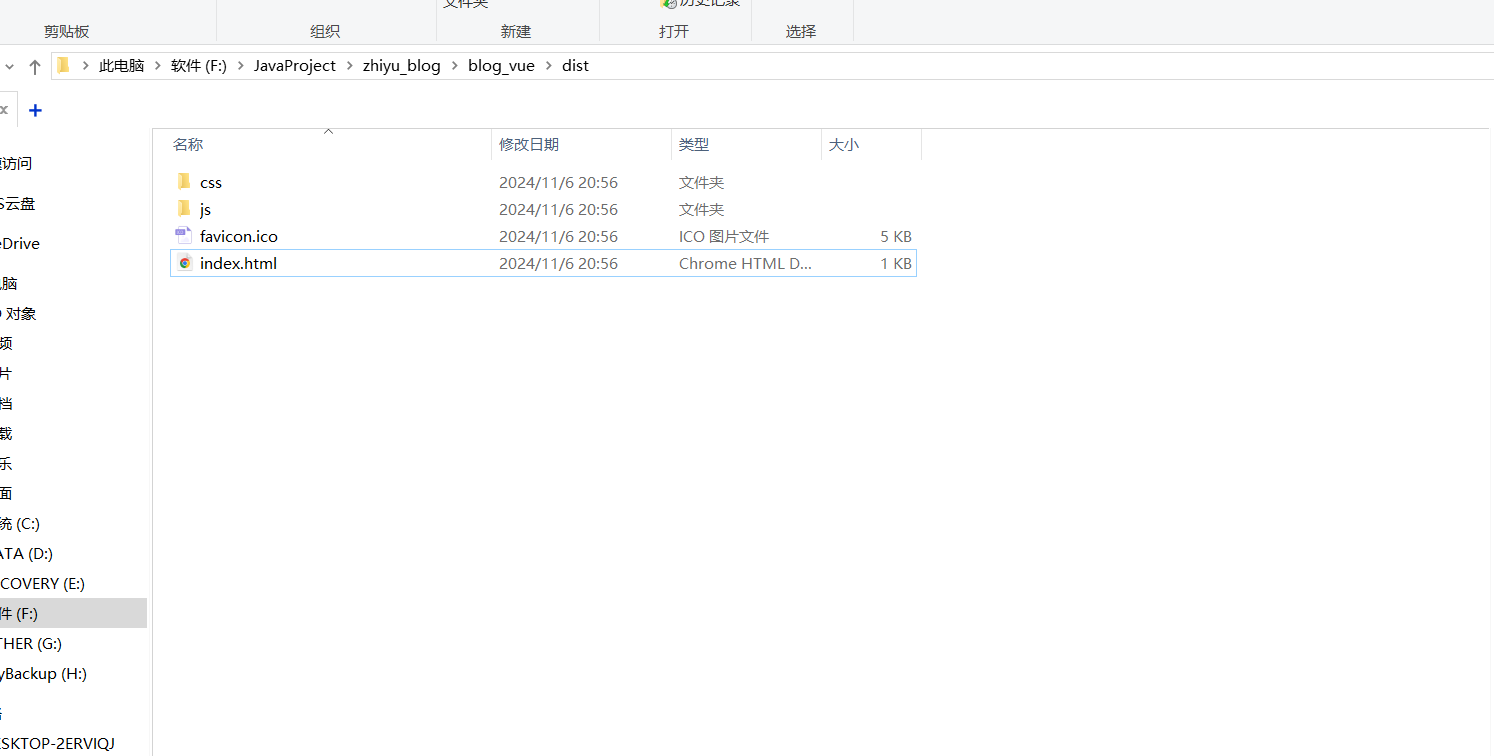 文件夹
历史记录
剪贴板 组织 新建 打开 选择
此电脑 软件 (F:) JavaProject zhiyu_blog blog_vue dist
名称 修改日期 类型 大小
css 2024/11/6 20:56 文件夹
js 2024/11/6 20:56 文件夹
favicon.ico 2024/11/6 20:56 ICO 图片文件 5 KB
index.html 2024/11/6 20:56 Chrome HTML D... 1 KB
访问
S云盘
eDrive
脑
D 对象
频
片
档
载
乐
面
统 (C:)
ATA (D:)
COVERY (E:)
件 (F:)
THER (G:)
yBackup (H:)
ESKTOP-2ERVIQJ